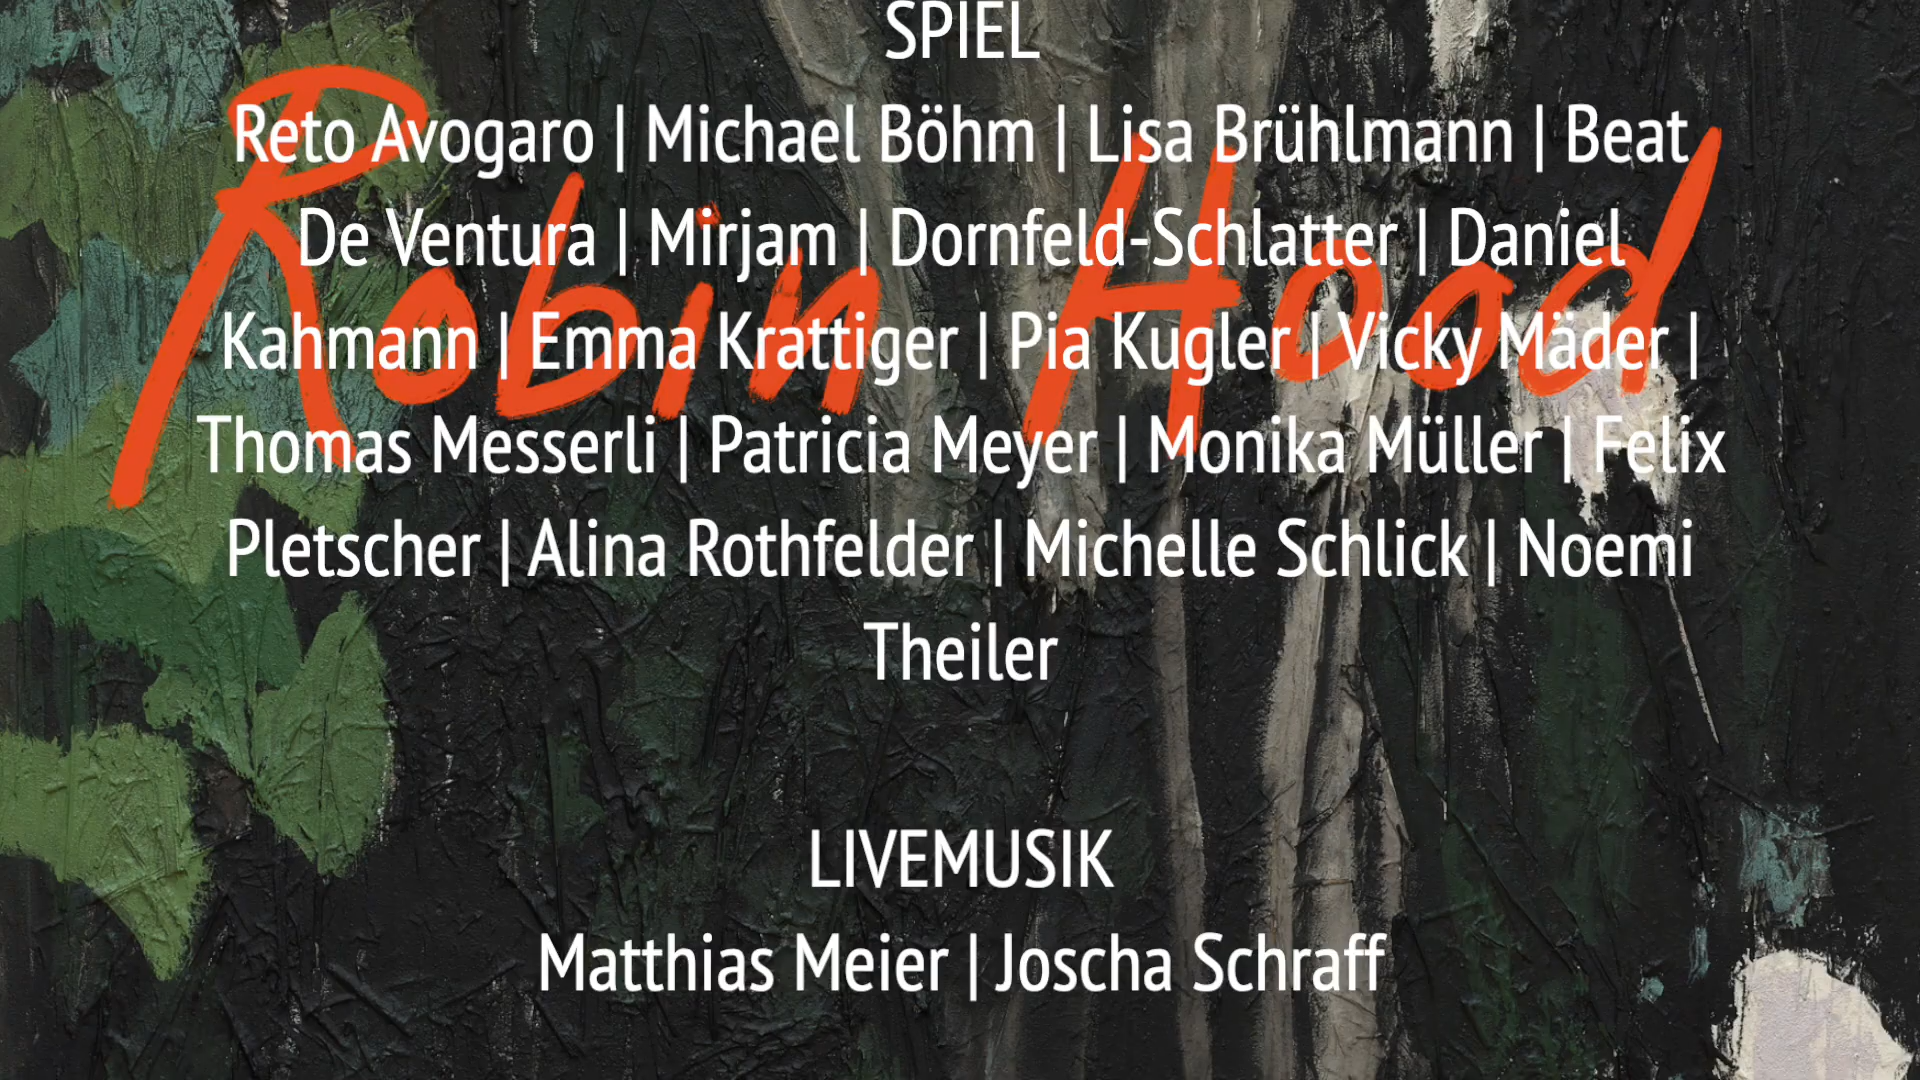 SPIEL
Reto Avogaro | Michael Böhm | Lisa Brühlmann | Beat
De Ventura | Mirjam | Dornfeld-Schlatter | Daniel
Kahmann | Emma Krattiger | Pia Kugler | Vicky Mäder |
Thomas Messerli | Patricia Meyer | Monika Müller | Felix
Pletscher | Alina Rothfelder | Michelle Schlick | Noemi
Theiler
Robin Hood
LIVEMUSIK
Matthias Meier | Joscha Schraff